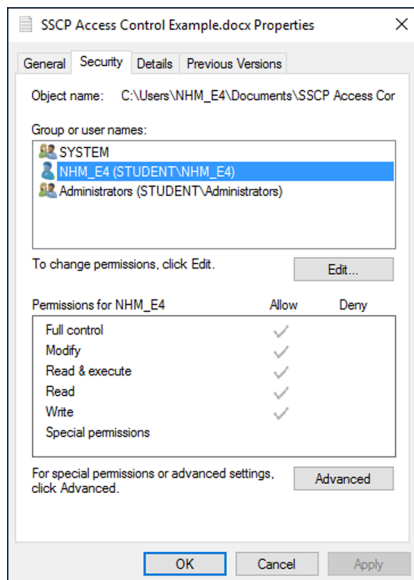 SSCP Access Control Example.docx Properties
General Security Details Previous Versions
Object name: C:\Users\NHM_E4\Documents\SSCP Access Cor
Group or user names:
SYSTEM
NHM_E4 (STUDENT\NHM_E4)
Administrators (STUDENT\Administrators)
To change permissions, click Edit.
Edit...
Permissions for NHM_E4 Allow Deny
Full control
Modify
Read & execute
Read
Write
Special permissions
For special permissions or advanced settings,
click Advanced.
Advanced
OK Cancel Apply